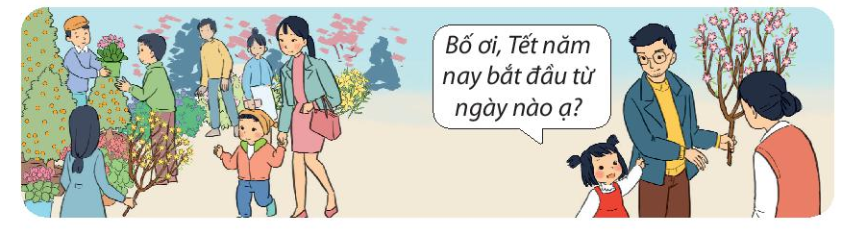 Bố ơi, Tết năm
nay bắt đầu từ
ngày nào ạ?